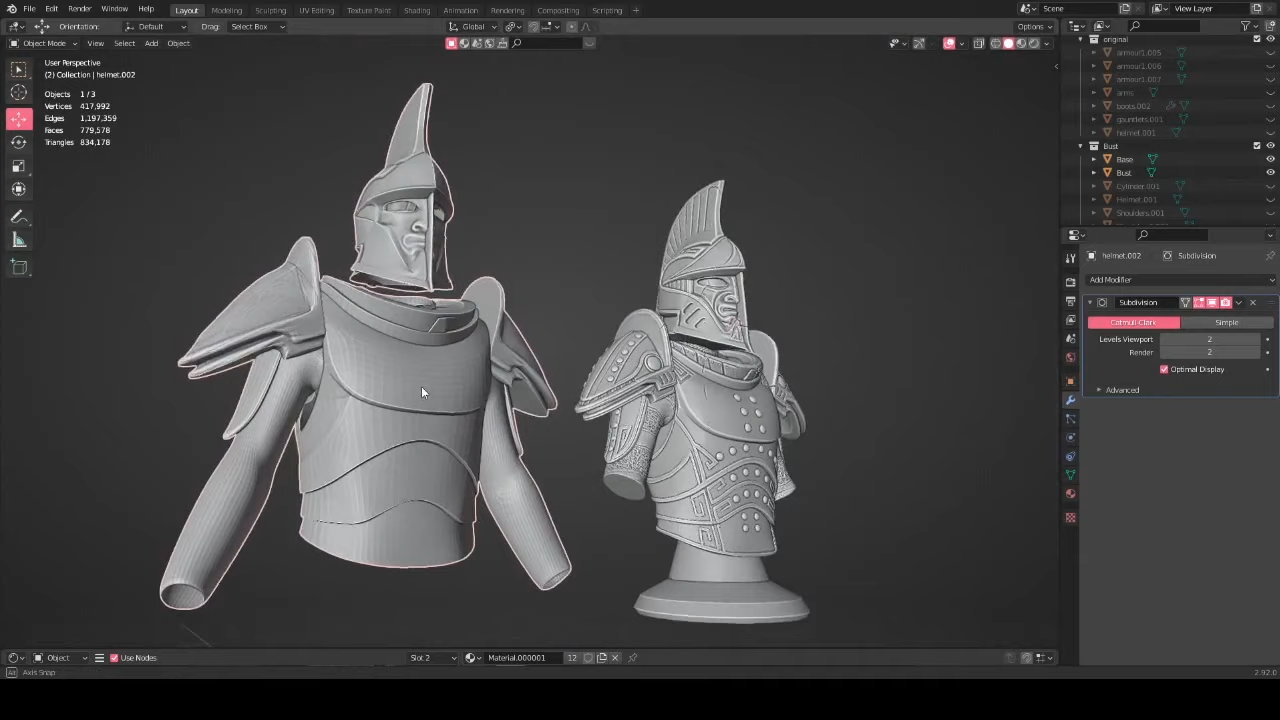 File Edit Render Window Help Layout Modeling Sculpting UV Editing Texture Paint Shading Animation Rendering Compositing Scripting + Scene View Layer
Orientation: Default Drag: Select Box Global Options
Object Mode View Select Add Object
User Perspective
(2) Collection | helmet.002
Objects 1 / 3
Vertices 417,992
Edges 1,197,359
Faces 779,578
Triangles 834,178
original
armour1.005
armour1.006
armour1.007
arms
boots.002
gauntlets.001
helmet.001
Bust
Base
Bust
Cylinder.001
Helmet.001
Shoulders.001
helmet.002 Subdivision
Add Modifier
Subdivision
Catmull-Clark Simple
Levels Viewport 2
Render 2
Optimal Display
Advanced
Object Use Nodes Slot 2 Material.000001 12
Axis Snap 2.92.0